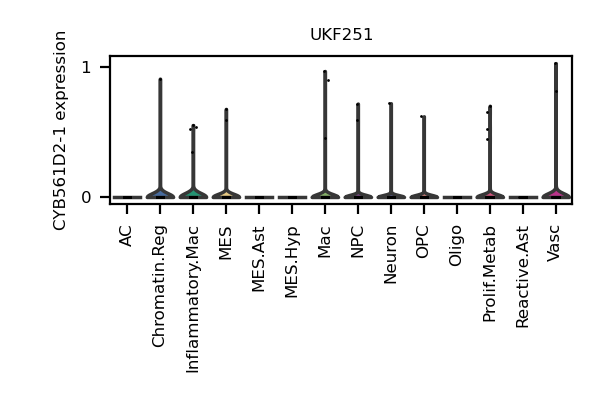 UKF251
CYB561D2-1 expression
1
0
AC
Chromatin.Reg
Inflammatory.Mac
MES
MES.Ast
MES.Hyp
Mac
NPC
Neuron
OPC
Oligo
Prolif.Metab
Reactive.Ast
Vasc